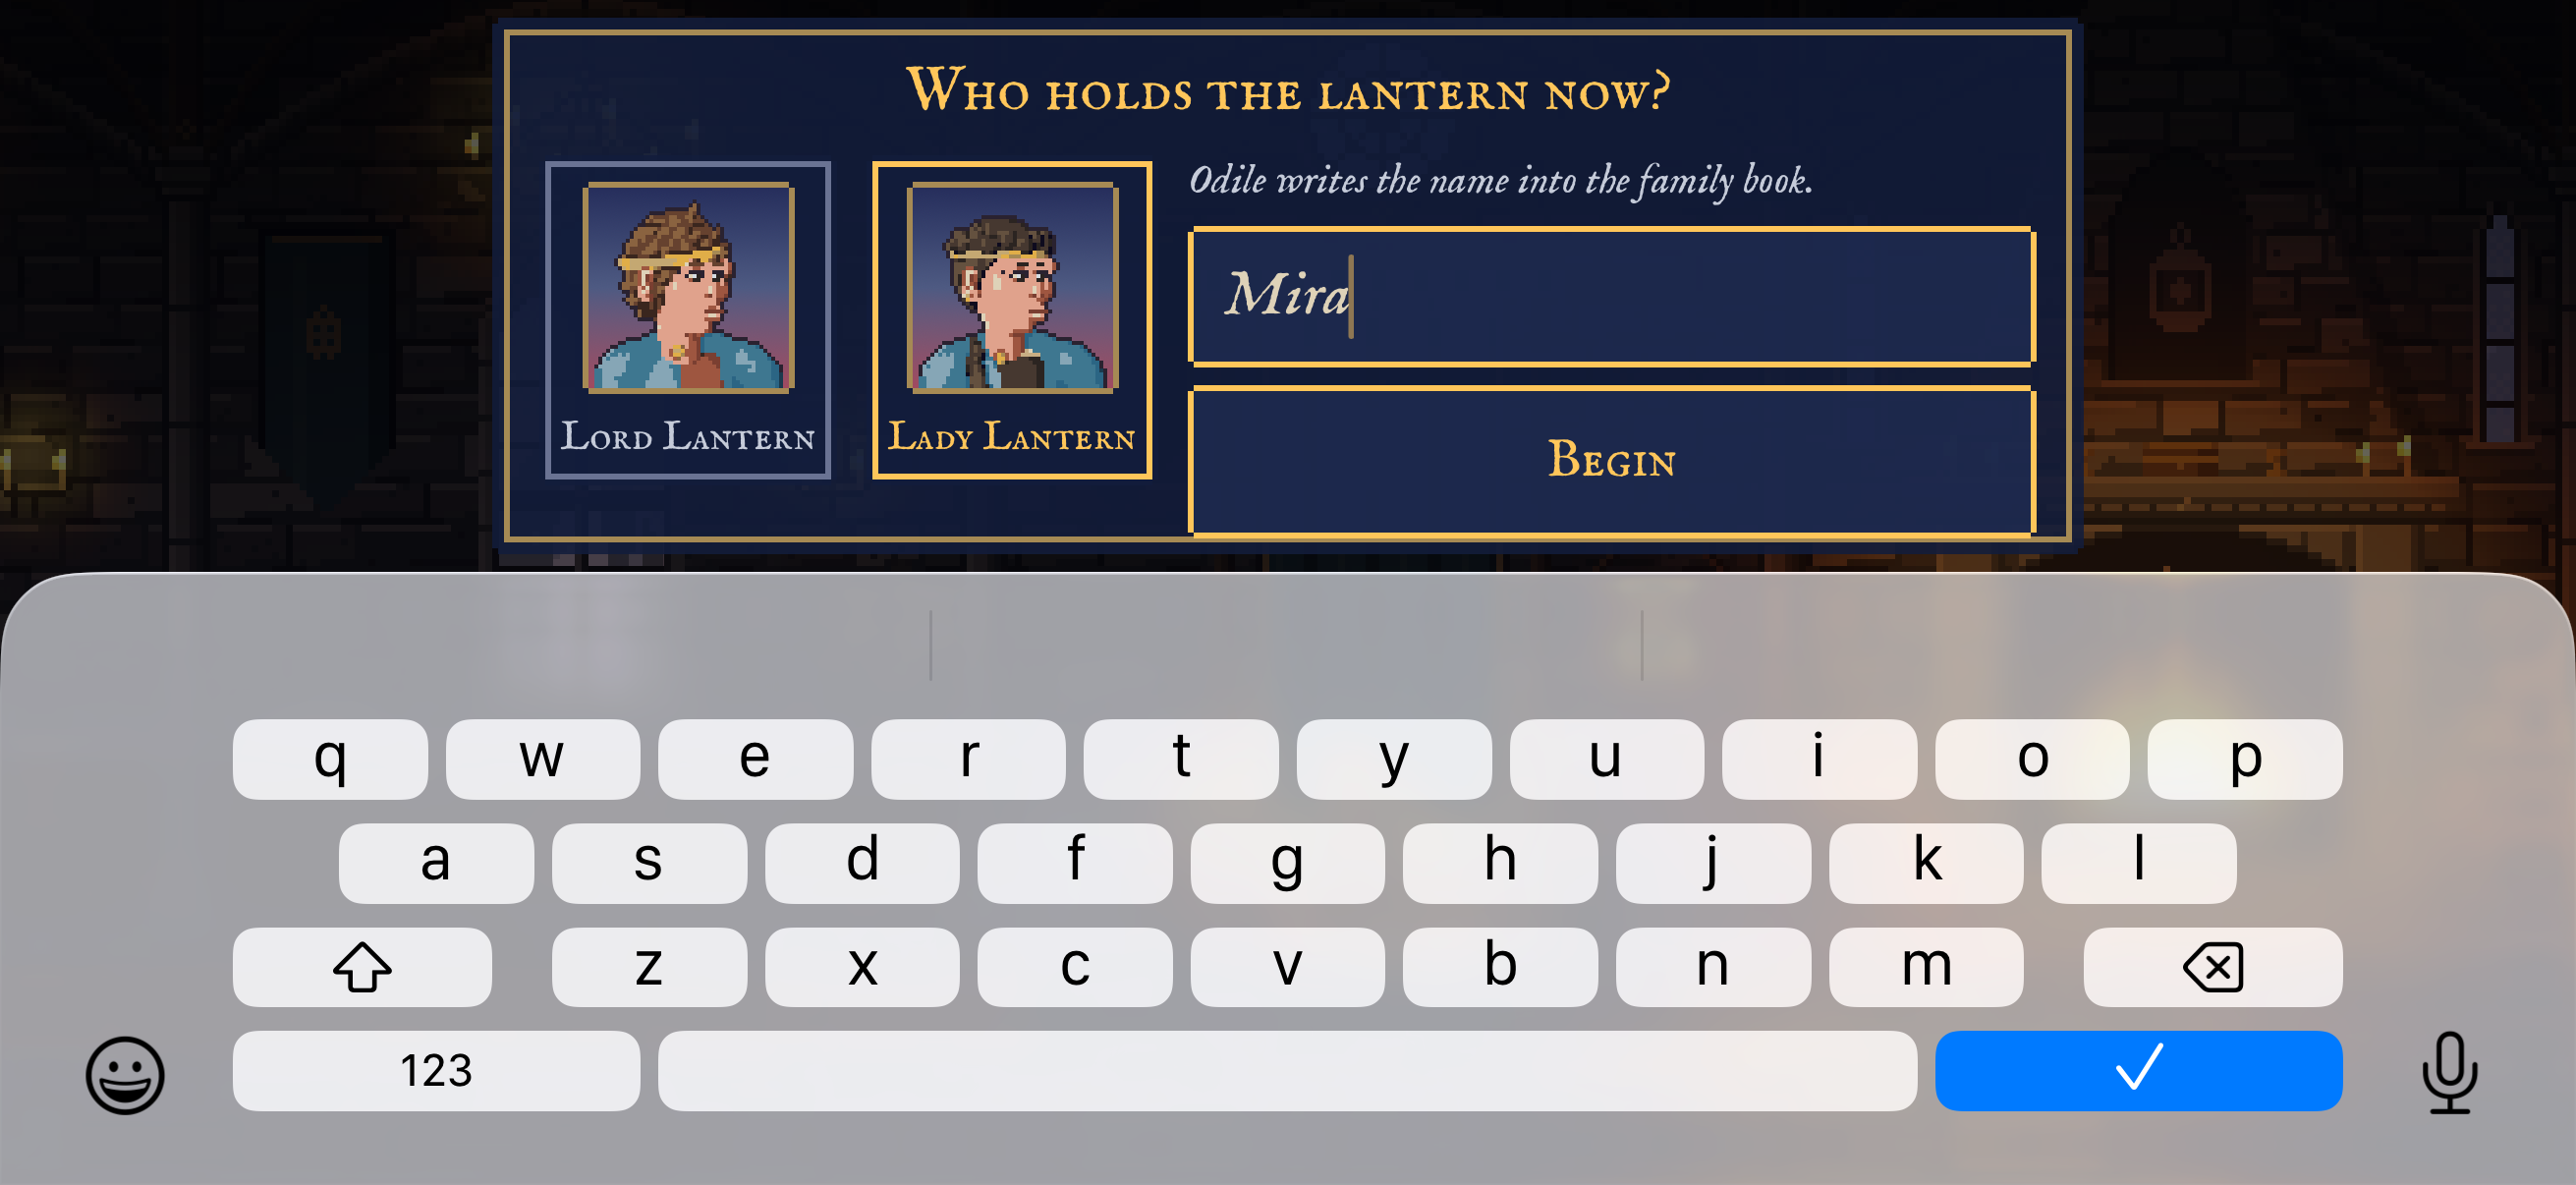 Who holds the lantern now?
Odile writes the name into the family book.
Mira
Lord Lantern
Lady Lantern
Begin
q w e r t y u i o p
a s d f g h j k l
z x c v b n m
123